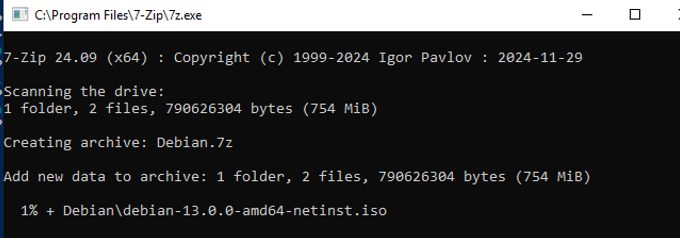 C:\Program Files\7-Zip\7z.exe
7-Zip 24.09 (x64) : Copyright (c) 1999-2024 Igor Pavlov : 2024-11-29
Scanning the drive:
1 folder, 2 files, 790626304 bytes (754 MiB)
Creating archive: Debian.7z
Add new data to archive: 1 folder, 2 files, 790626304 bytes (754 MiB)
1% + Debian\debian-13.0.0-amd64-netinst.iso